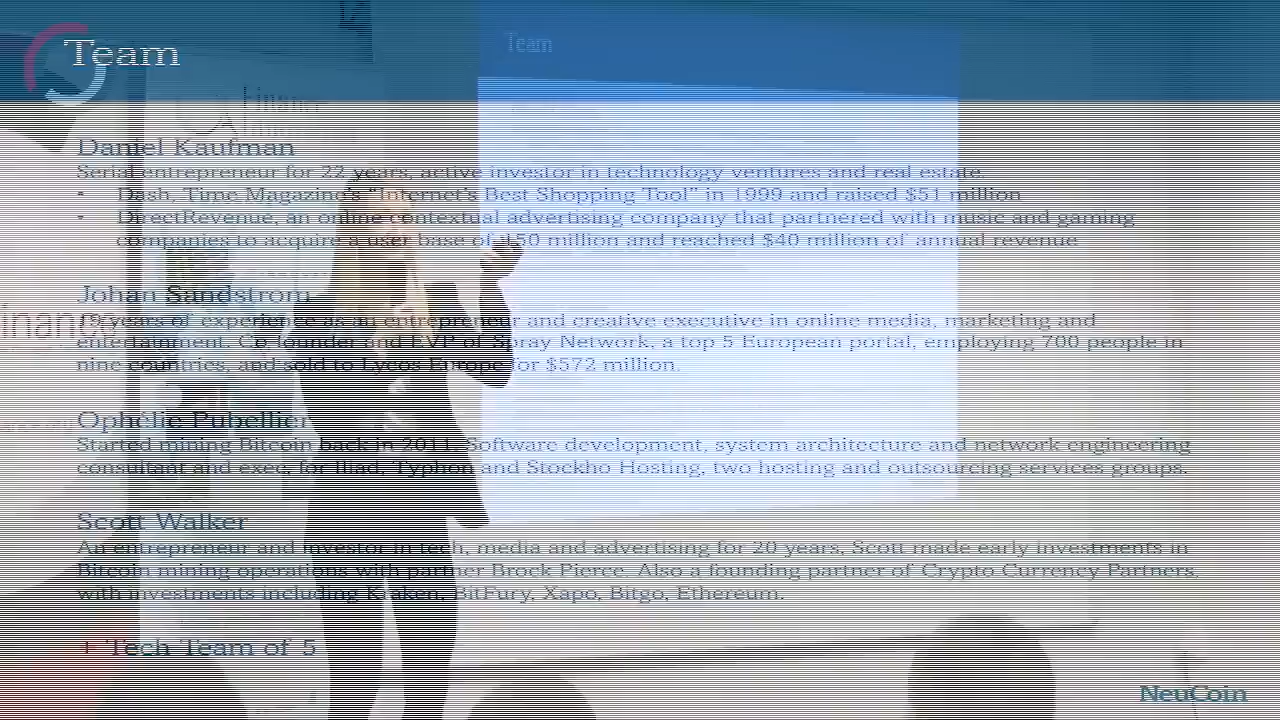 Team
Team
Finance
Daniel Kaufman
Serial entrepreneur for 22 years, active investor in technology ventures and real estate.
• Dash, Time Magazine's “Internet's Best Shopping Tool” in 1999 and raised $51 million
• DirectRevenue, an online contextual advertising company that partnered with music and gaming
companies to acquire a user base of 150 million and reached $40 million of annual revenue
Johan Sandstrom
inance
years of experience as an entrepreneur and creative executive in online media, marketing and
entertainment. Co-founder and EVP of Spray Network, a top 5 European portal, employing 700 people in
nine countries, and sold to Lycos Europe for $572 million.
Ophélie Pubellier
Started mining Bitcoin back in 2011. Software development, system architecture and network engineering
consultant and exec. for Iliad, Typhon and Stockho Hosting, two hosting and outsourcing services groups.
Scott Walker
An entrepreneur and investor in tech, media and advertising for 20 years, Scott made early investments in
Bitcoin mining operations with partner Brock Pierce. Also a founding partner of Crypto Currency Partners,
with investments including Kraken, BitFury, Xapo, Bitgo, Ethereum.
+ Tech Team of 5
NeuCoin